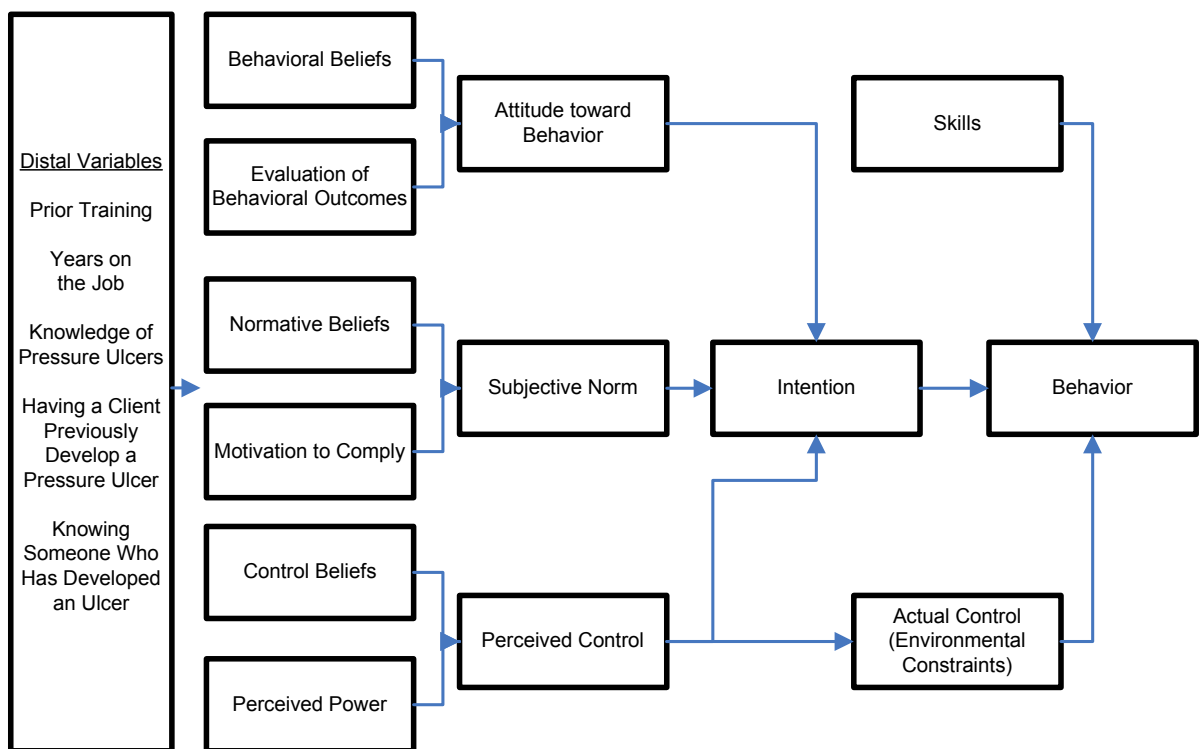 Distal Variables
Prior Training
Years on
the Job
Knowledge of
Pressure Ulcers
Having a Client
Previously
Develop a
Pressure Ulcer
Knowing
Someone Who
Has Developed
an Ulcer
Behavioral Beliefs
Evaluation of
Behavioral Outcomes
Normative Beliefs
Motivation to Comply
Control Beliefs
Perceived Power
Attitude toward
Behavior
Subjective Norm
Perceived Control
Intention
Skills
Behavior
Actual Control
(Environmental
Constraints)